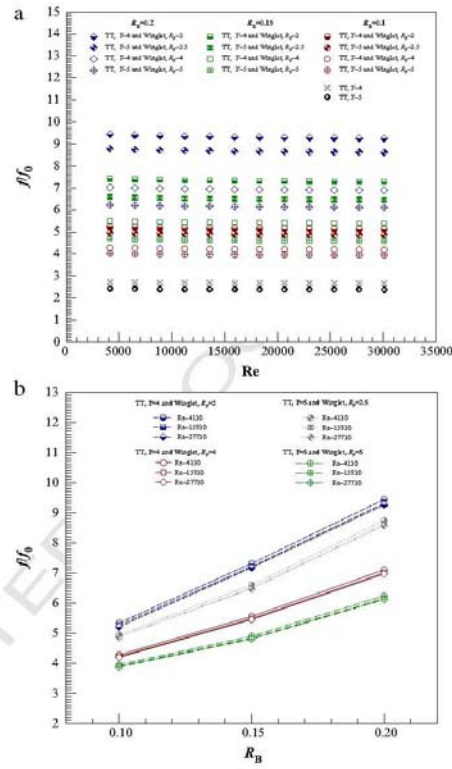 a
R_B=0.2 R_B=0.15 R_B=0.1
TT, Y=4 and Winglet, R_P=2 TT, Y=4 and Winglet, R_P=2 TT, Y=4 and Winglet, R_P=2
TT, Y=5 and Winglet, R_P=2.5 TT, Y=5 and Winglet, R_P=2.5 TT, Y=5 and Winglet, R_P=2.5
TT, Y=4 and Winglet, R_P=4 TT, Y=4 and Winglet, R_P=4 TT, Y=4 and Winglet, R_P=4
TT, Y=5 and Winglet, R_P=5 TT, Y=5 and Winglet, R_P=5 TT, Y=5 and Winglet, R_P=5
TT, Y=4
TT, Y=5
15
14
13
12
11
10
9
8
7
6
5
4
3
2
1
0
f/f₀
0 5000 10000 15000 20000 25000 30000 35000
Re
b
TT, P=4 and Winglet, R_P=2 TT, P=5 and Winglet, R_P=2.5
Re=4130 Re=4130
Re=15930 Re=15930
Re=27730 Re=27730
TT, P=4 and Winglet, R_P=4 TT, P=5 and Winglet, R_P=5
Re=4130 Re=4130
Re=15930 Re=15930
Re=27730 Re=27730
13
12
11
10
9
8
7
6
5
4
3
2
f/f₀
0.10 0.15 0.20
R_B